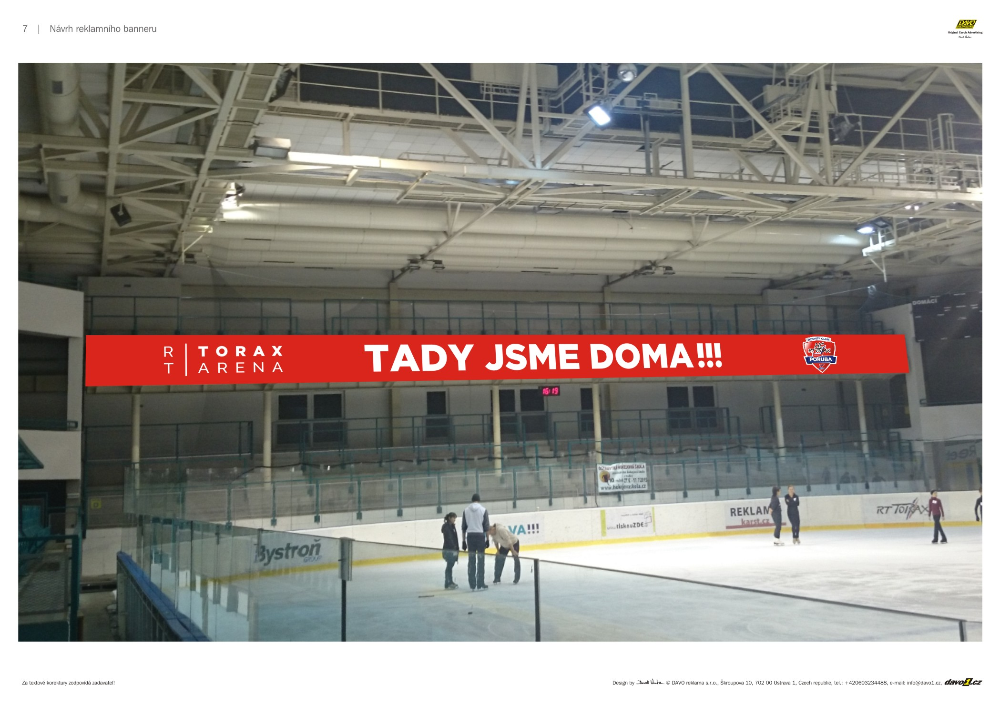 7 | Návrh reklamního banneru
DAVO
reklama
Original Czech Advertising
DOMÁCÍ
R TORAX
T ARENA
TADY JSME DOMA!!!
HOCKEY CLUB
HC
RT TORAX
PORUBA
16:19
OSTRAVSKÁ HOKEJOVÁ ŠKOLA
10.
www.hokejovaskola.cz
REKLAM
karst.cz
RT TORAX
www.tisknuZDE.cz
VA!!!
Bystroň
GROUP
Za textové korektury zodpovídá zadavatel!
Design by © DAVO reklama s.r.o., Škroupova 10, 702 00 Ostrava 1, Czech republic, tel.: +420603234488, e-mail: info@davo1.cz, davo1.cz